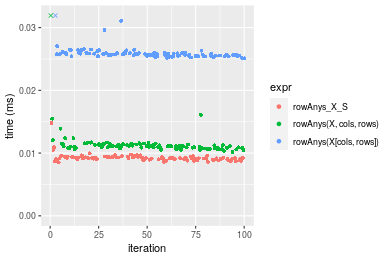 0.03
0.02
0.01
0.00
time (ms)
0
25
50
75
100
iteration
expr
rowAnys_X_S
rowAnys(X, cols, rows)
rowAnys(X[cols, rows])